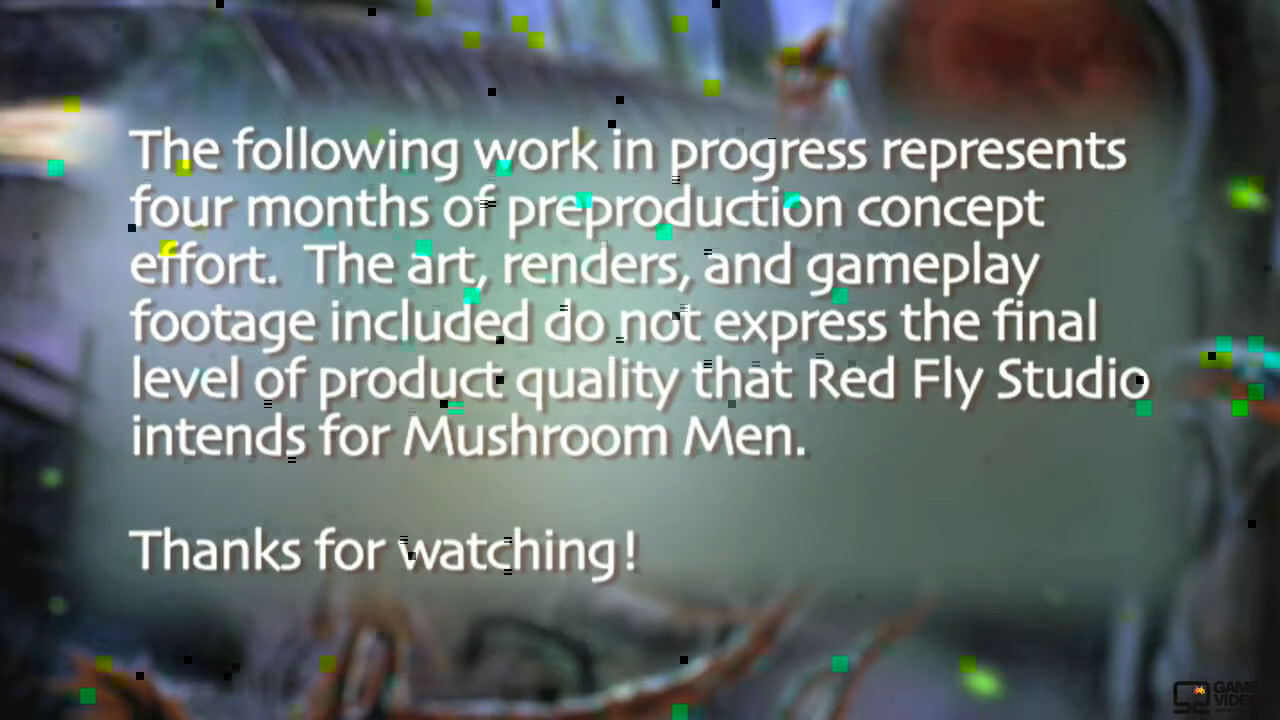 The following work in progress represents
four months of preproduction concept
effort.  The art, renders, and gameplay
footage included do not express the final
level of product quality that Red Fly Studio
intends for Mushroom Men.
Thanks for watching!
GAME
VIDEO